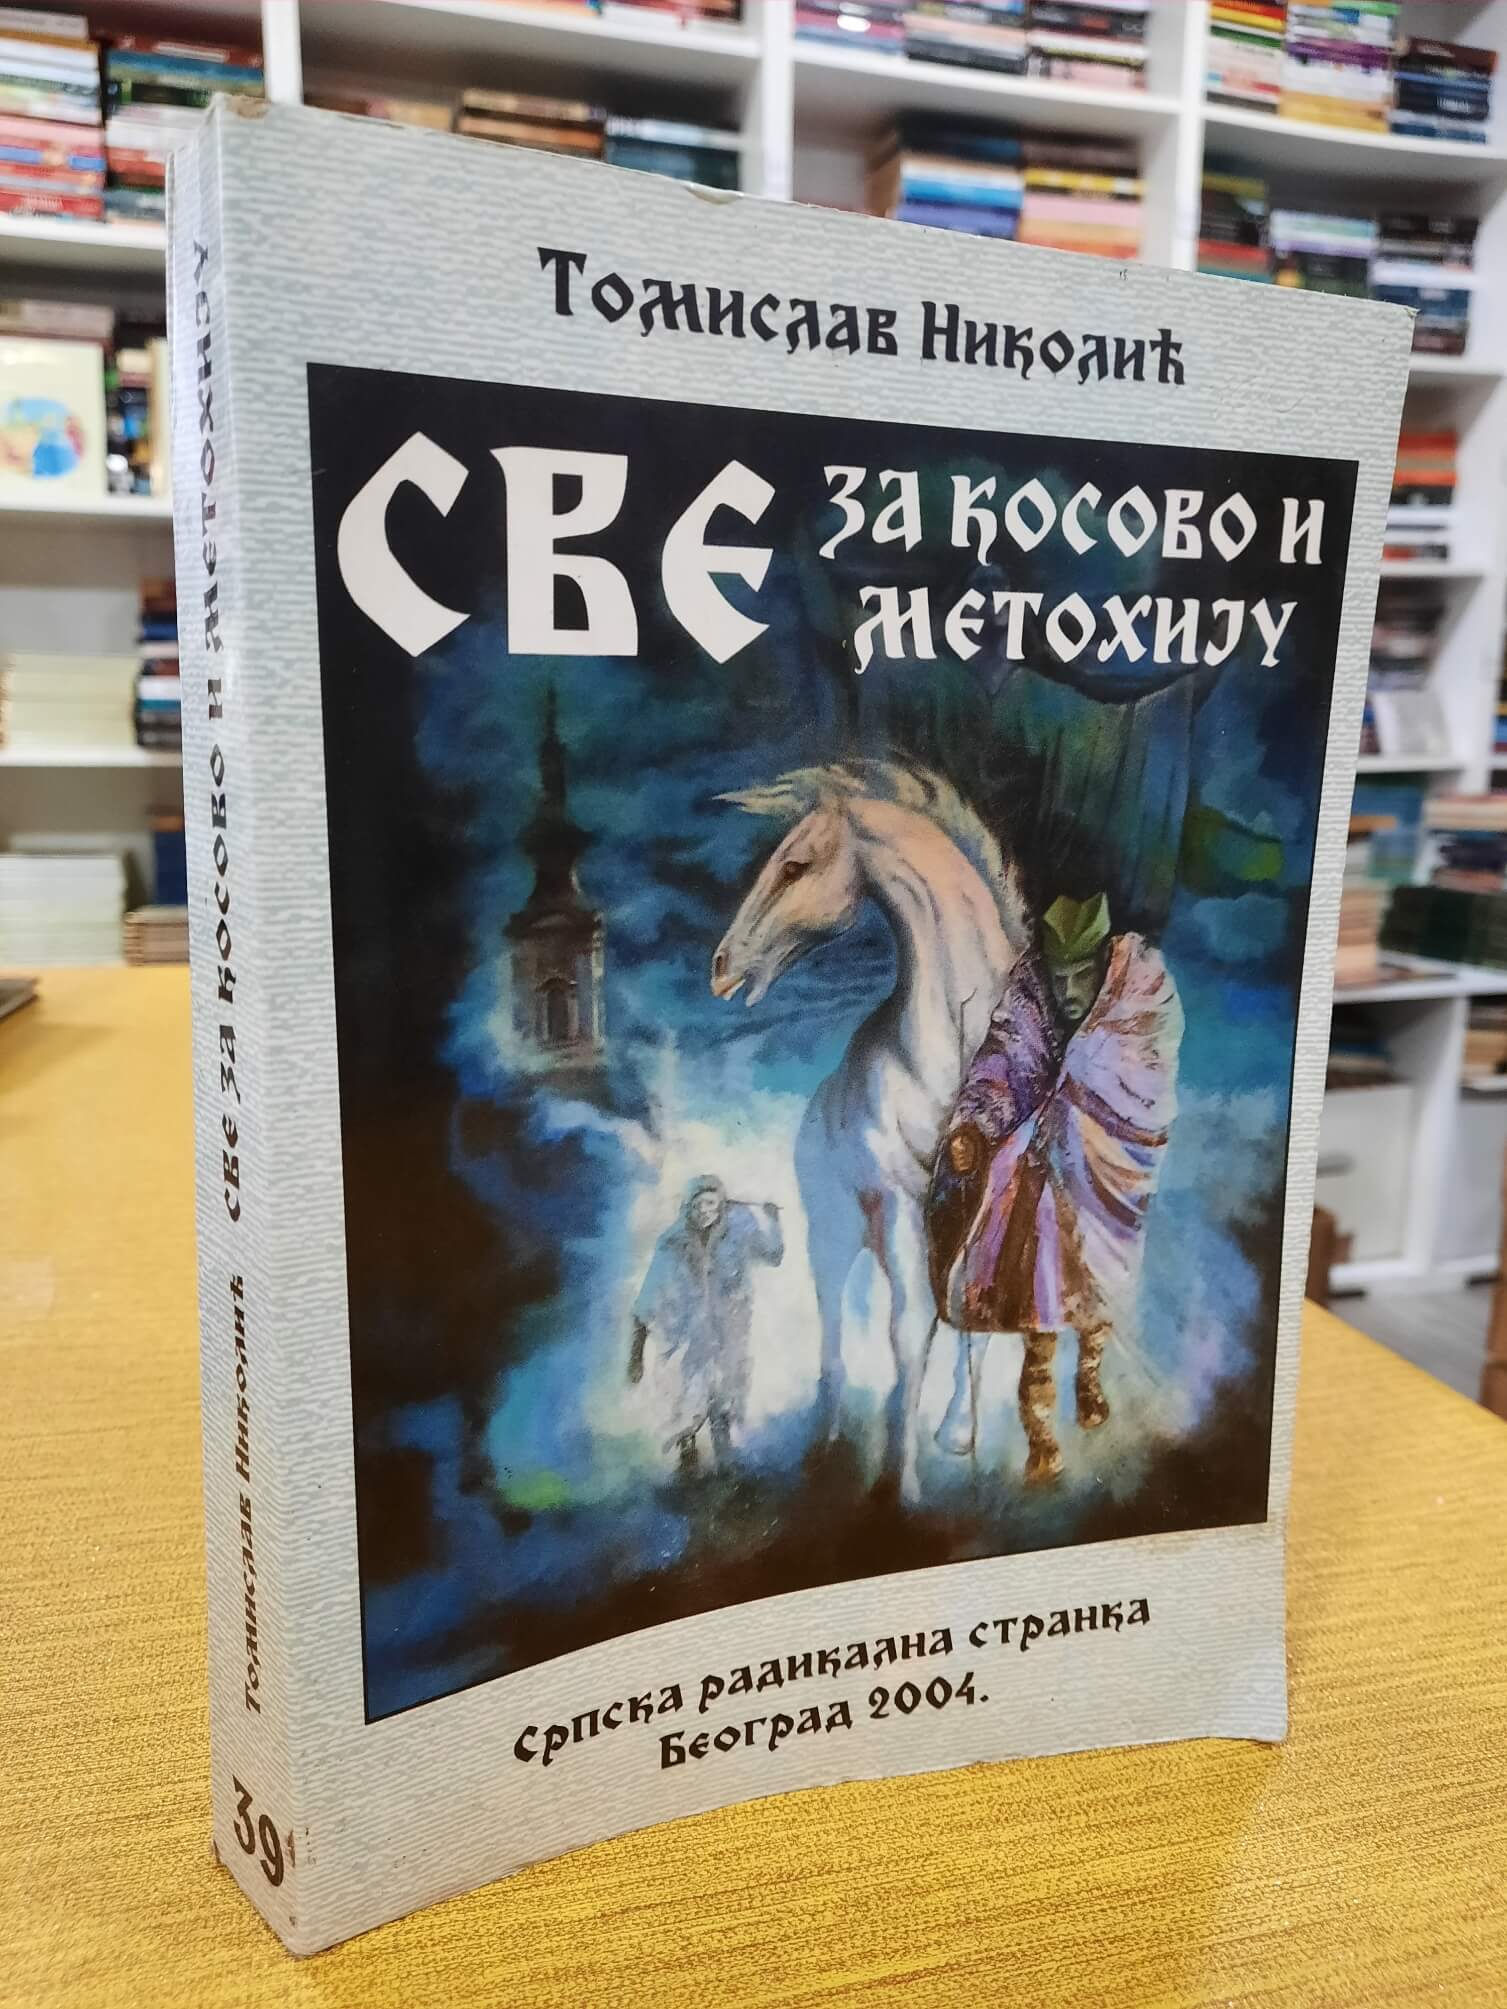 Томислав Николић
СВЕ
ЗА КОСОВО И
МЕТОХИЈУ
Српска радикална странка
Београд 2004.
Томислав Николић СВЕ ЗА КОСОВО И МЕТОХИЈУ
39